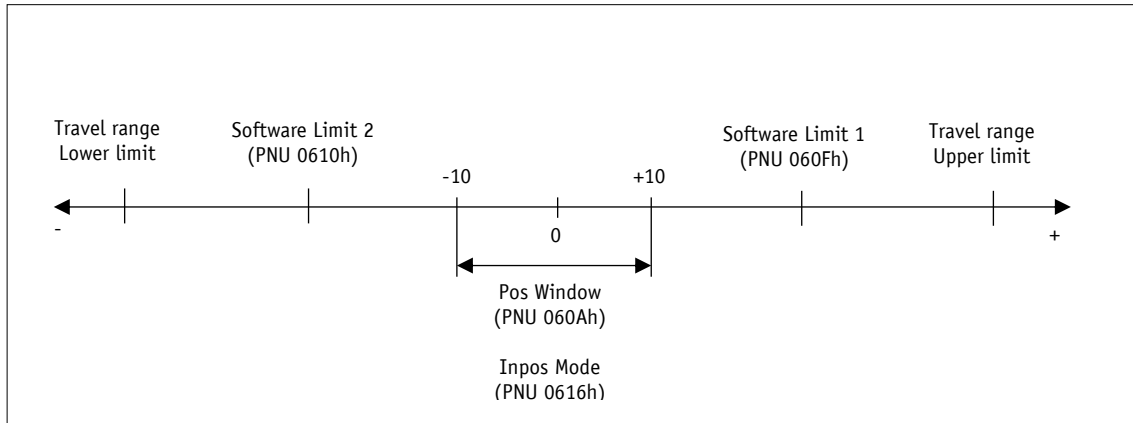 Travel range
Lower limit
Software Limit 2
(PNU 0610h)
Software Limit 1
(PNU 060Fh)
Travel range
Upper limit
-10
+10
-
0
+
Pos Window
(PNU 060Ah)
Inpos Mode
(PNU 0616h)